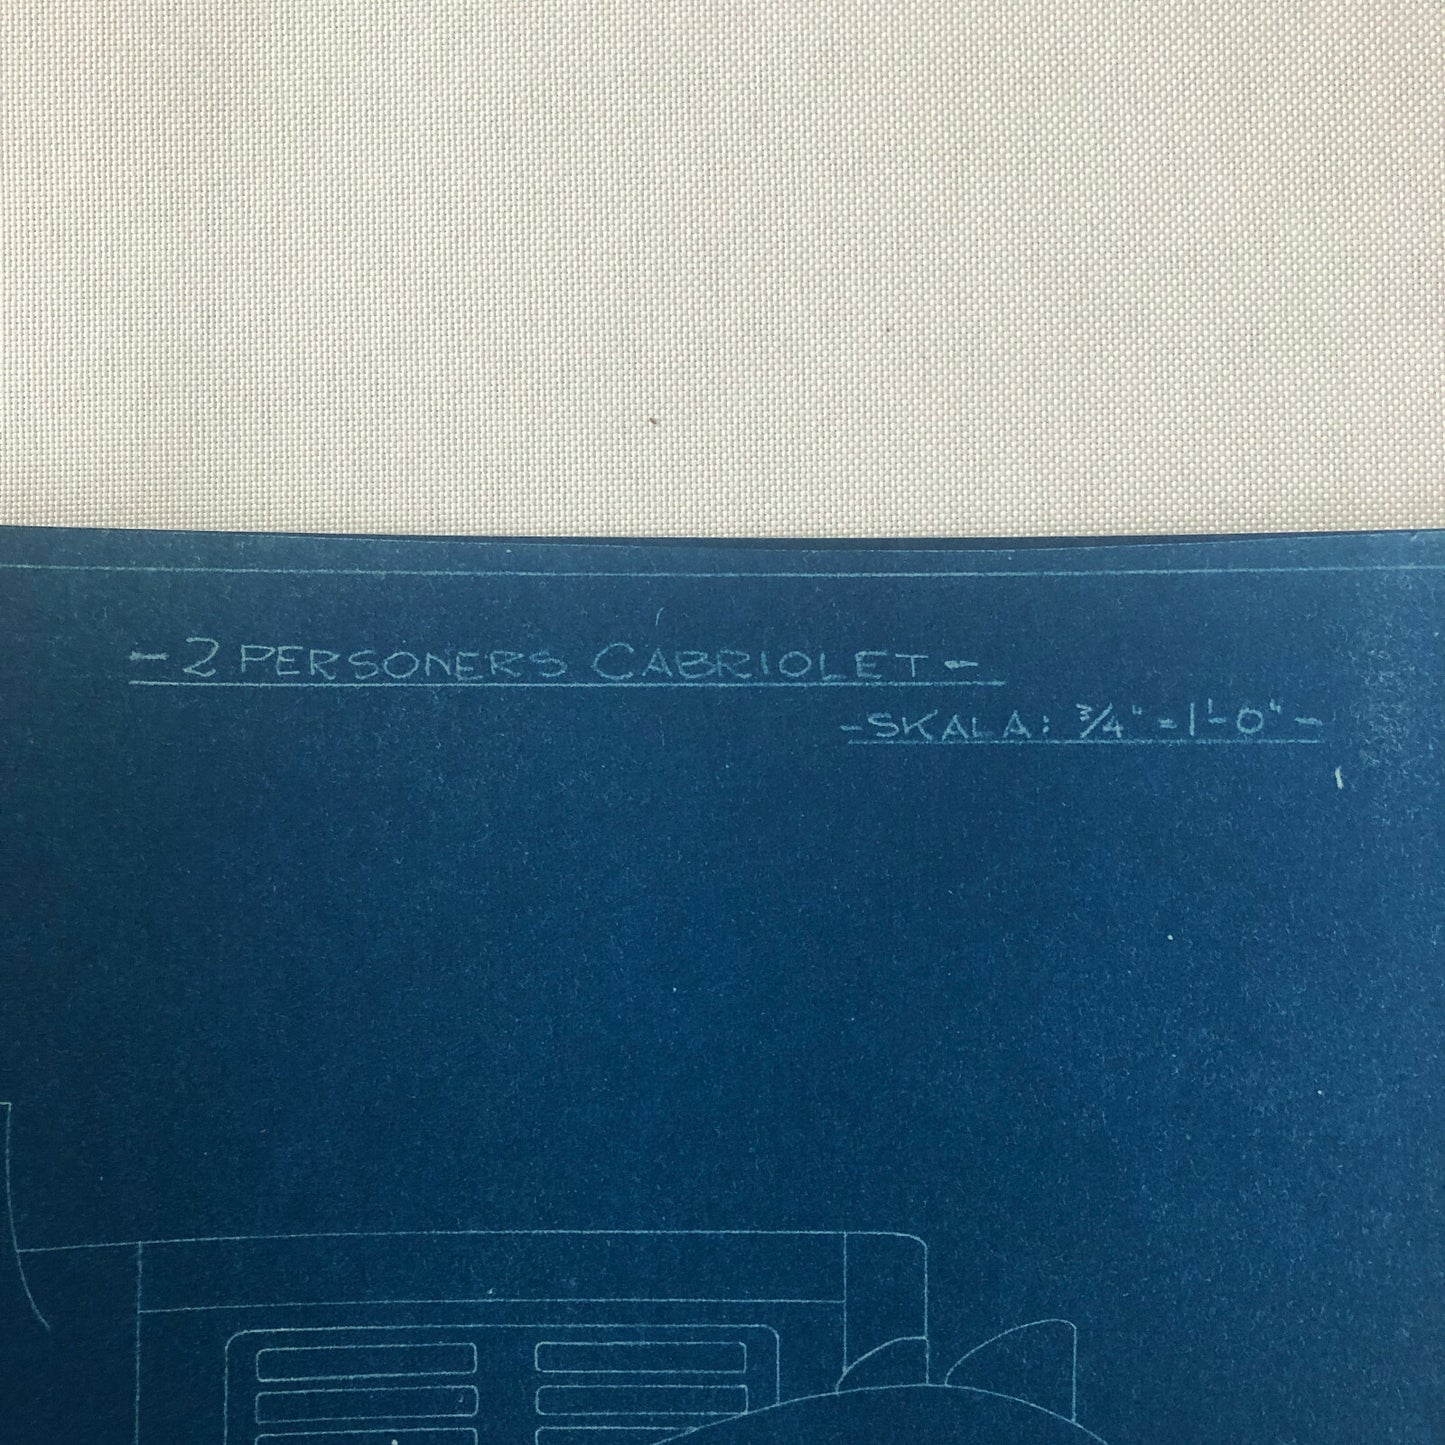 - 2 PERSONERS CABRIOLET -
- SKALA: 3/4" = 1'-0" -